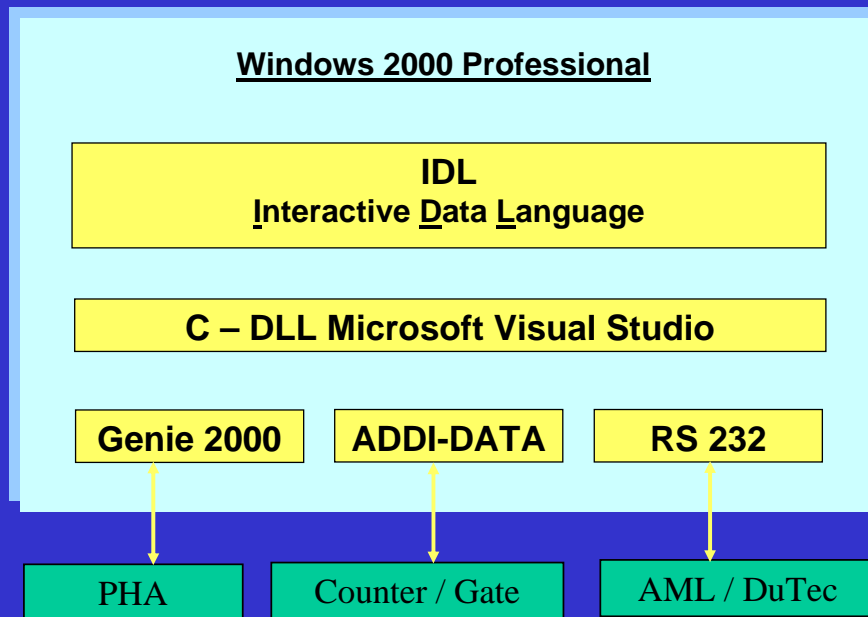 Windows 2000 Professional
IDL
Interactive Data Language
C – DLL Microsoft Visual Studio
Genie 2000 ADDI-DATA RS 232
PHA Counter / Gate AML / DuTec